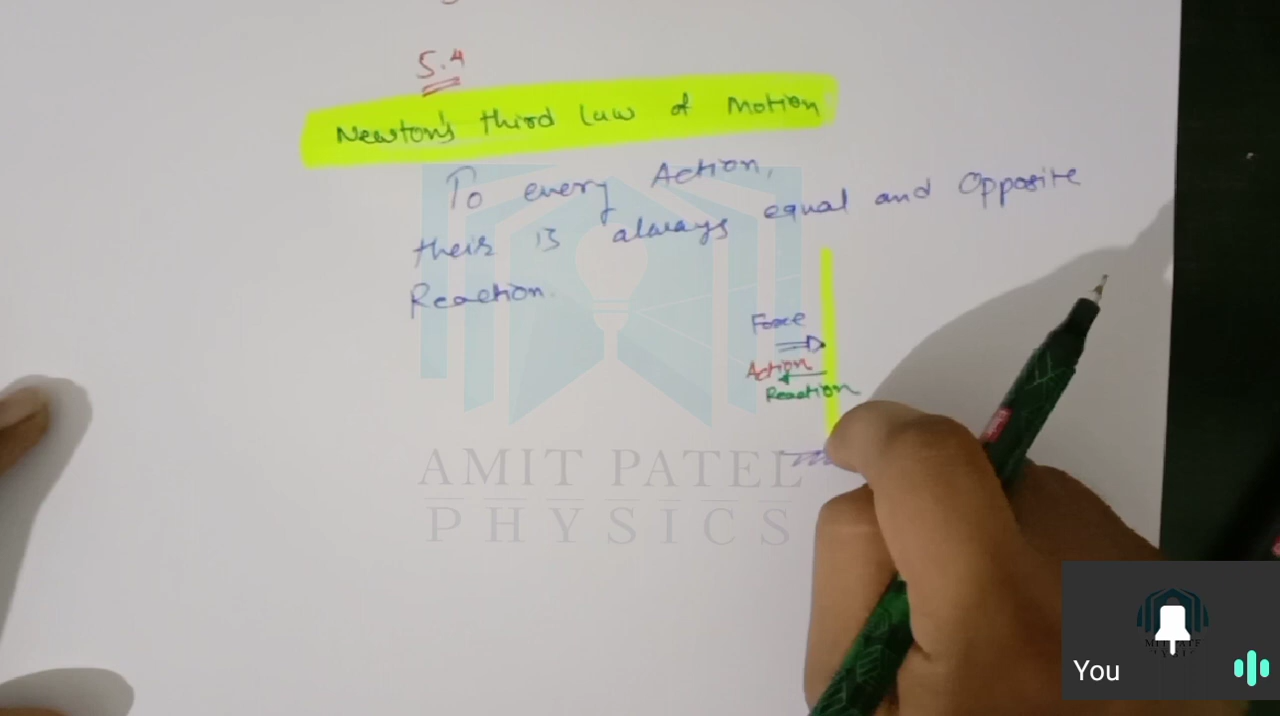 5.4
Newton's third Law of Motion
To every Action,
their is always equal and Opposite
Reaction.
Force
Action
Reaction
AMIT PATEL
PHYSICS
You